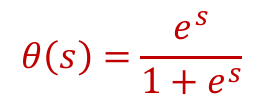 θ(s) = e^s / (1 + e^s)